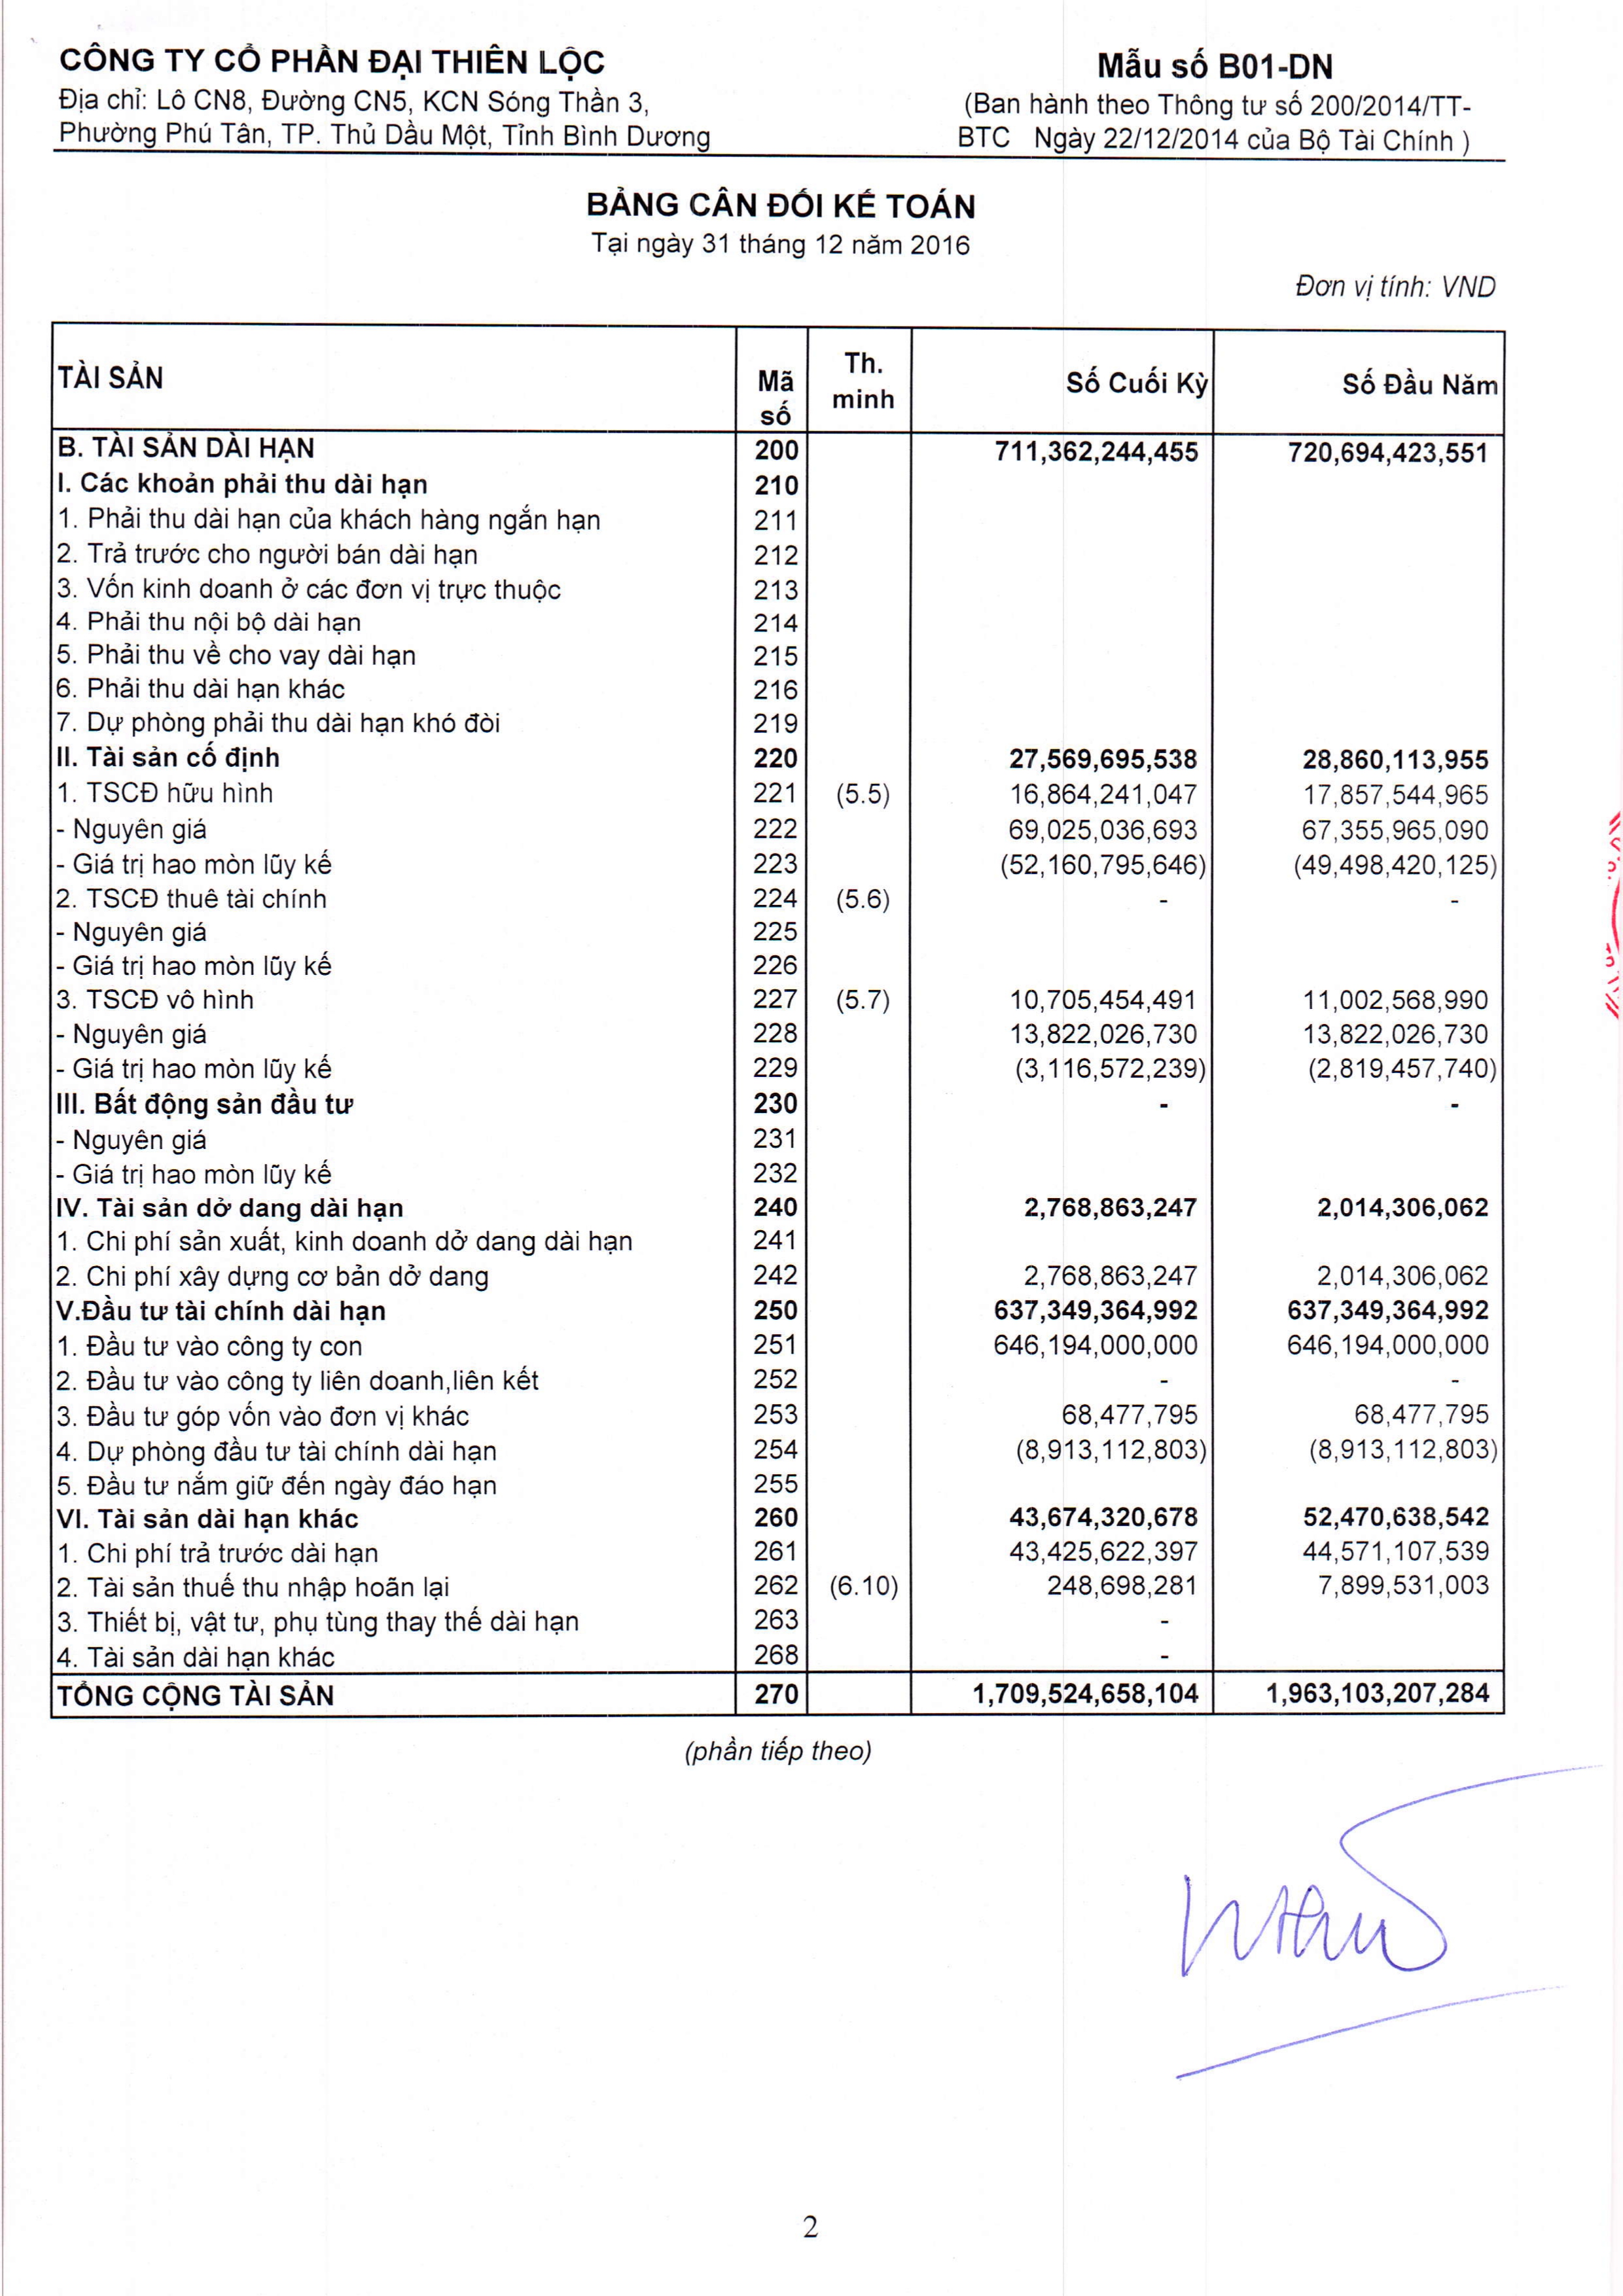 CÔNG TY CỔ PHẦN ĐẠI THIÊN LỘC
Địa chỉ: Lô CN8, Đường CN5, KCN Sóng Thần 3,
Phường Phú Tân, TP. Thủ Dầu Một, Tỉnh Bình Dương
Mẫu số B01-DN
(Ban hành theo Thông tư số 200/2014/TT-
BTC Ngày 22/12/2014 của Bộ Tài Chính )
BẢNG CÂN ĐỐI KẾ TOÁN
Tại ngày 31 tháng 12 năm 2016
Đơn vị tính: VND
TÀI SẢN Mã số Th. minh Số Cuối Kỳ Số Đầu Năm
B. TÀI SẢN DÀI HẠN 200 711,362,244,455 720,694,423,551
I. Các khoản phải thu dài hạn 210
1. Phải thu dài hạn của khách hàng ngắn hạn 211
2. Trả trước cho người bán dài hạn 212
3. Vốn kinh doanh ở các đơn vị trực thuộc 213
4. Phải thu nội bộ dài hạn 214
5. Phải thu về cho vay dài hạn 215
6. Phải thu dài hạn khác 216
7. Dự phòng phải thu dài hạn khó đòi 219
II. Tài sản cố định 220 27,569,695,538 28,860,113,955
1. TSCĐ hữu hình 221 (5.5) 16,864,241,047 17,857,544,965
- Nguyên giá 222 69,025,036,693 67,355,965,090
- Giá trị hao mòn lũy kế 223 (52,160,795,646) (49,498,420,125)
2. TSCĐ thuê tài chính 224 (5.6) - -
- Nguyên giá 225
- Giá trị hao mòn lũy kế 226
3. TSCĐ vô hình 227 (5.7) 10,705,454,491 11,002,568,990
- Nguyên giá 228 13,822,026,730 13,822,026,730
- Giá trị hao mòn lũy kế 229 (3,116,572,239) (2,819,457,740)
III. Bất động sản đầu tư 230 - -
- Nguyên giá 231
- Giá trị hao mòn lũy kế 232
IV. Tài sản dở dang dài hạn 240 2,768,863,247 2,014,306,062
1. Chi phí sản xuất, kinh doanh dở dang dài hạn 241
2. Chi phí xây dựng cơ bản dở dang 242 2,768,863,247 2,014,306,062
V.Đầu tư tài chính dài hạn 250 637,349,364,992 637,349,364,992
1. Đầu tư vào công ty con 251 646,194,000,000 646,194,000,000
2. Đầu tư vào công ty liên doanh,liên kết 252 - -
3. Đầu tư góp vốn vào đơn vị khác 253 68,477,795 68,477,795
4. Dự phòng đầu tư tài chính dài hạn 254 (8,913,112,803) (8,913,112,803)
5. Đầu tư nắm giữ đến ngày đáo hạn 255
VI. Tài sản dài hạn khác 260 43,674,320,678 52,470,638,542
1. Chi phí trả trước dài hạn 261 43,425,622,397 44,571,107,539
2. Tài sản thuế thu nhập hoãn lại 262 (6.10) 248,698,281 7,899,531,003
3. Thiết bị, vật tư, phụ tùng thay thế dài hạn 263 -
4. Tài sản dài hạn khác 268 -
TỔNG CỘNG TÀI SẢN 270 1,709,524,658,104 1,963,103,207,284
(phần tiếp theo)
2